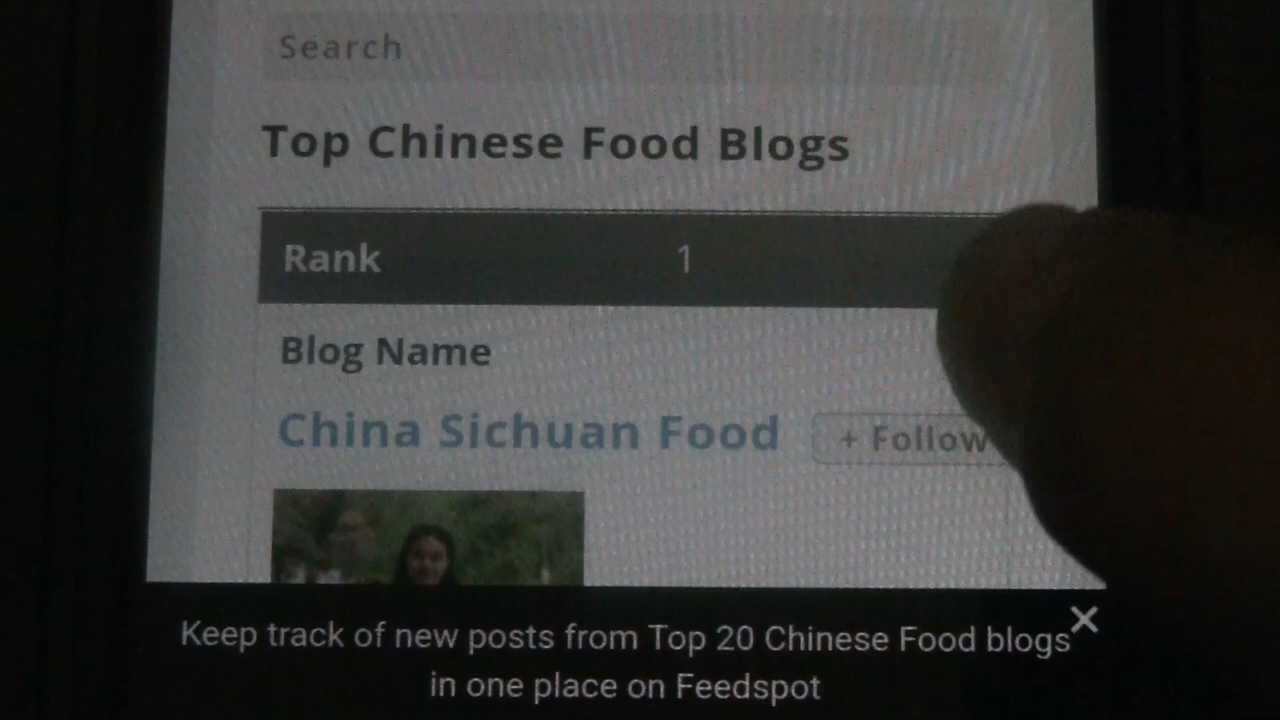 Search
Top Chinese Food Blogs
Rank 1
Blog Name
China Sichuan Food + Follow
Keep track of new posts from Top 20 Chinese Food blogs ×
in one place on Feedspot